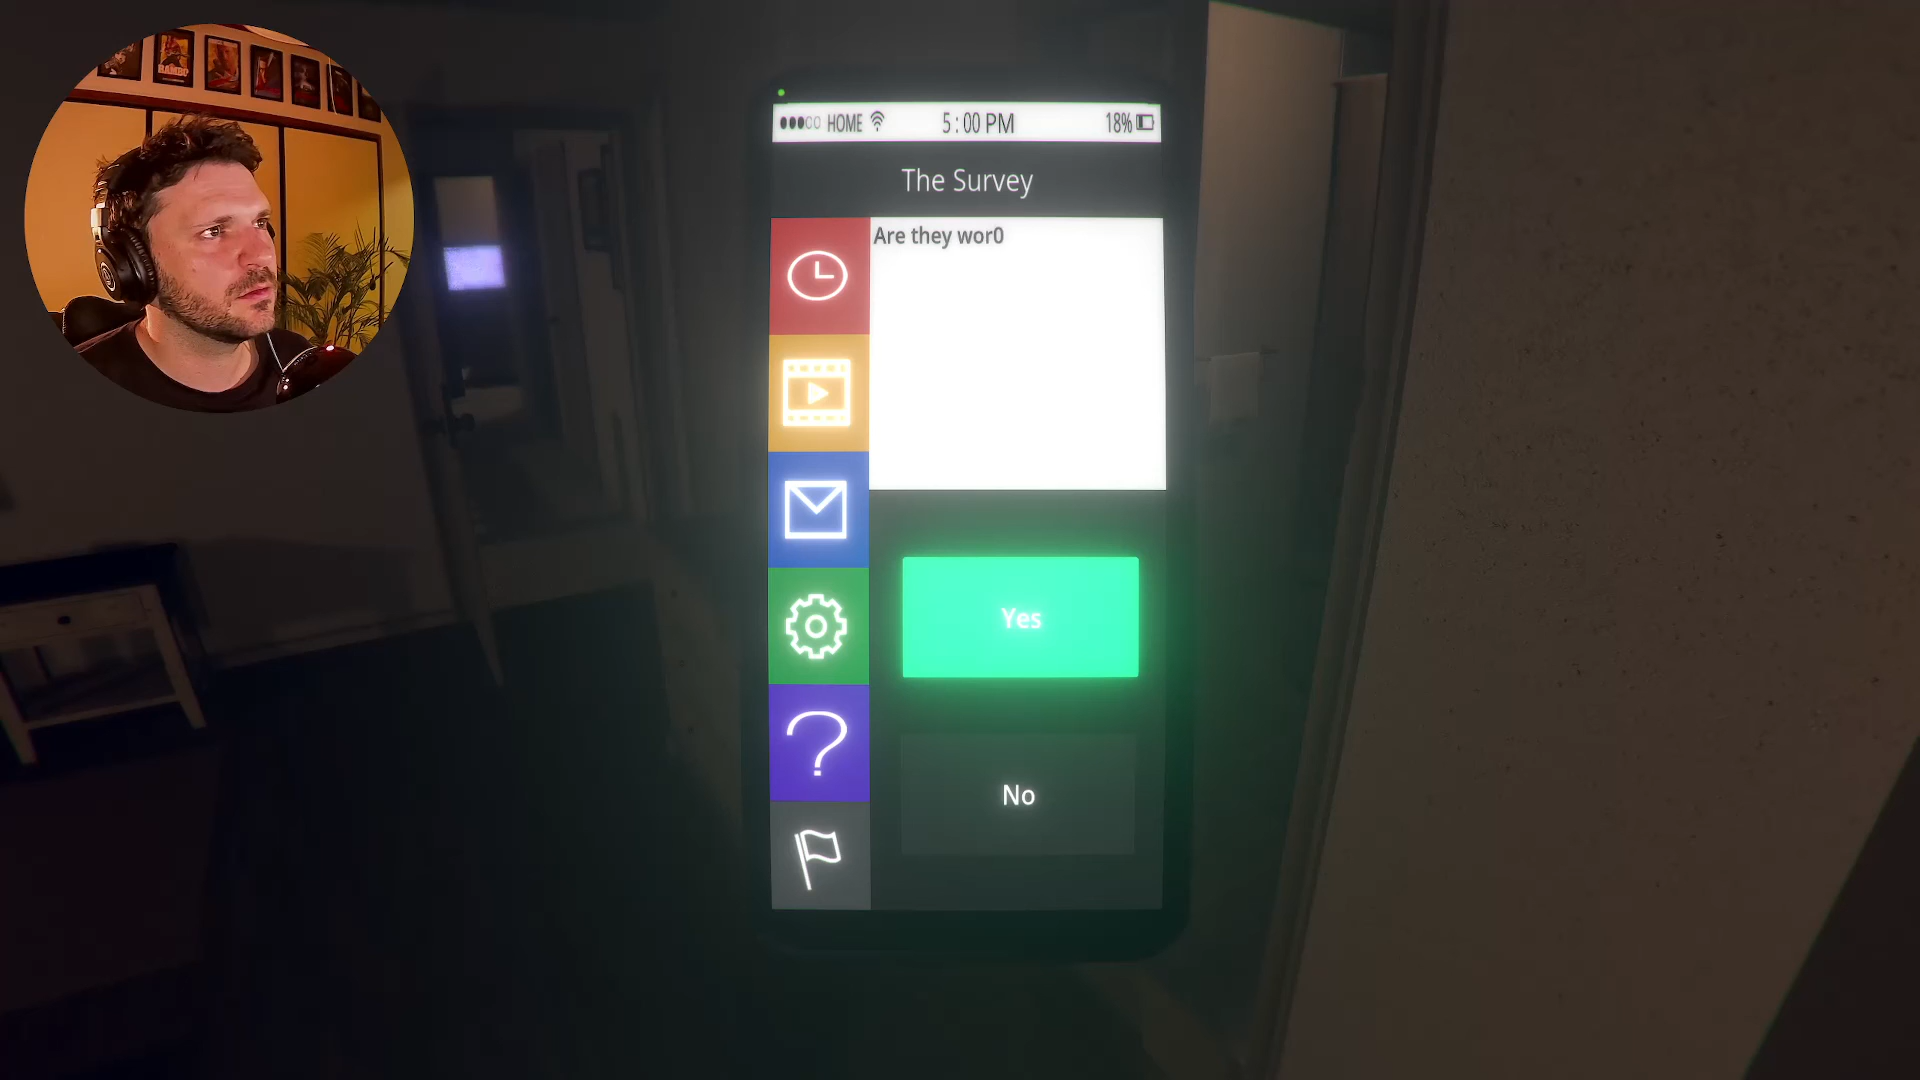 HOME 5:00 PM 18%
The Survey
Are they wor0
Yes
No